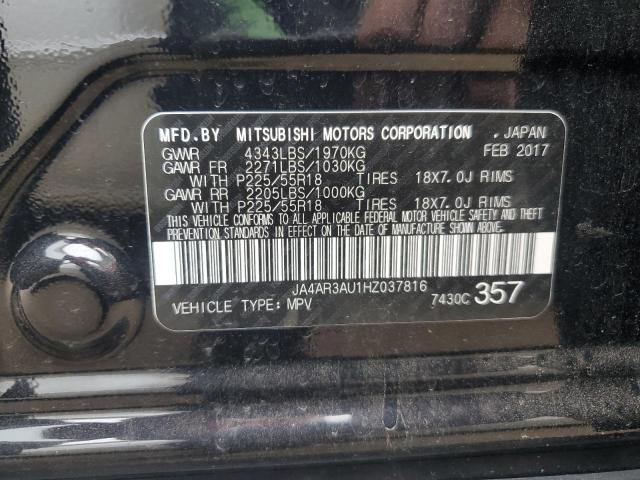 MFD.BY MITSUBISHI MOTORS CORPORATION , JAPAN
GVWR 4343LBS/1970KG FEB 2017
GAWR FR 2271LBS/1030KG
WITH P225/55R18 TIRES 18X7.0J RIMS
GAWR RR 2205LBS/1000KG
WITH P225/55R18 TIRES 18X7.0J RIMS
THIS VEHICLE CONFORMS TO ALL APPLICABLE FEDERAL MOTOR VEHICLE SAFETY AND THEFT
PREVENTION STANDARDS IN EFFECT ON THE DATE OF MANUFACTURE SHOWN ABOVE.
JA4AR3AU1HZ037816
VEHICLE TYPE: MPV 7430C 357